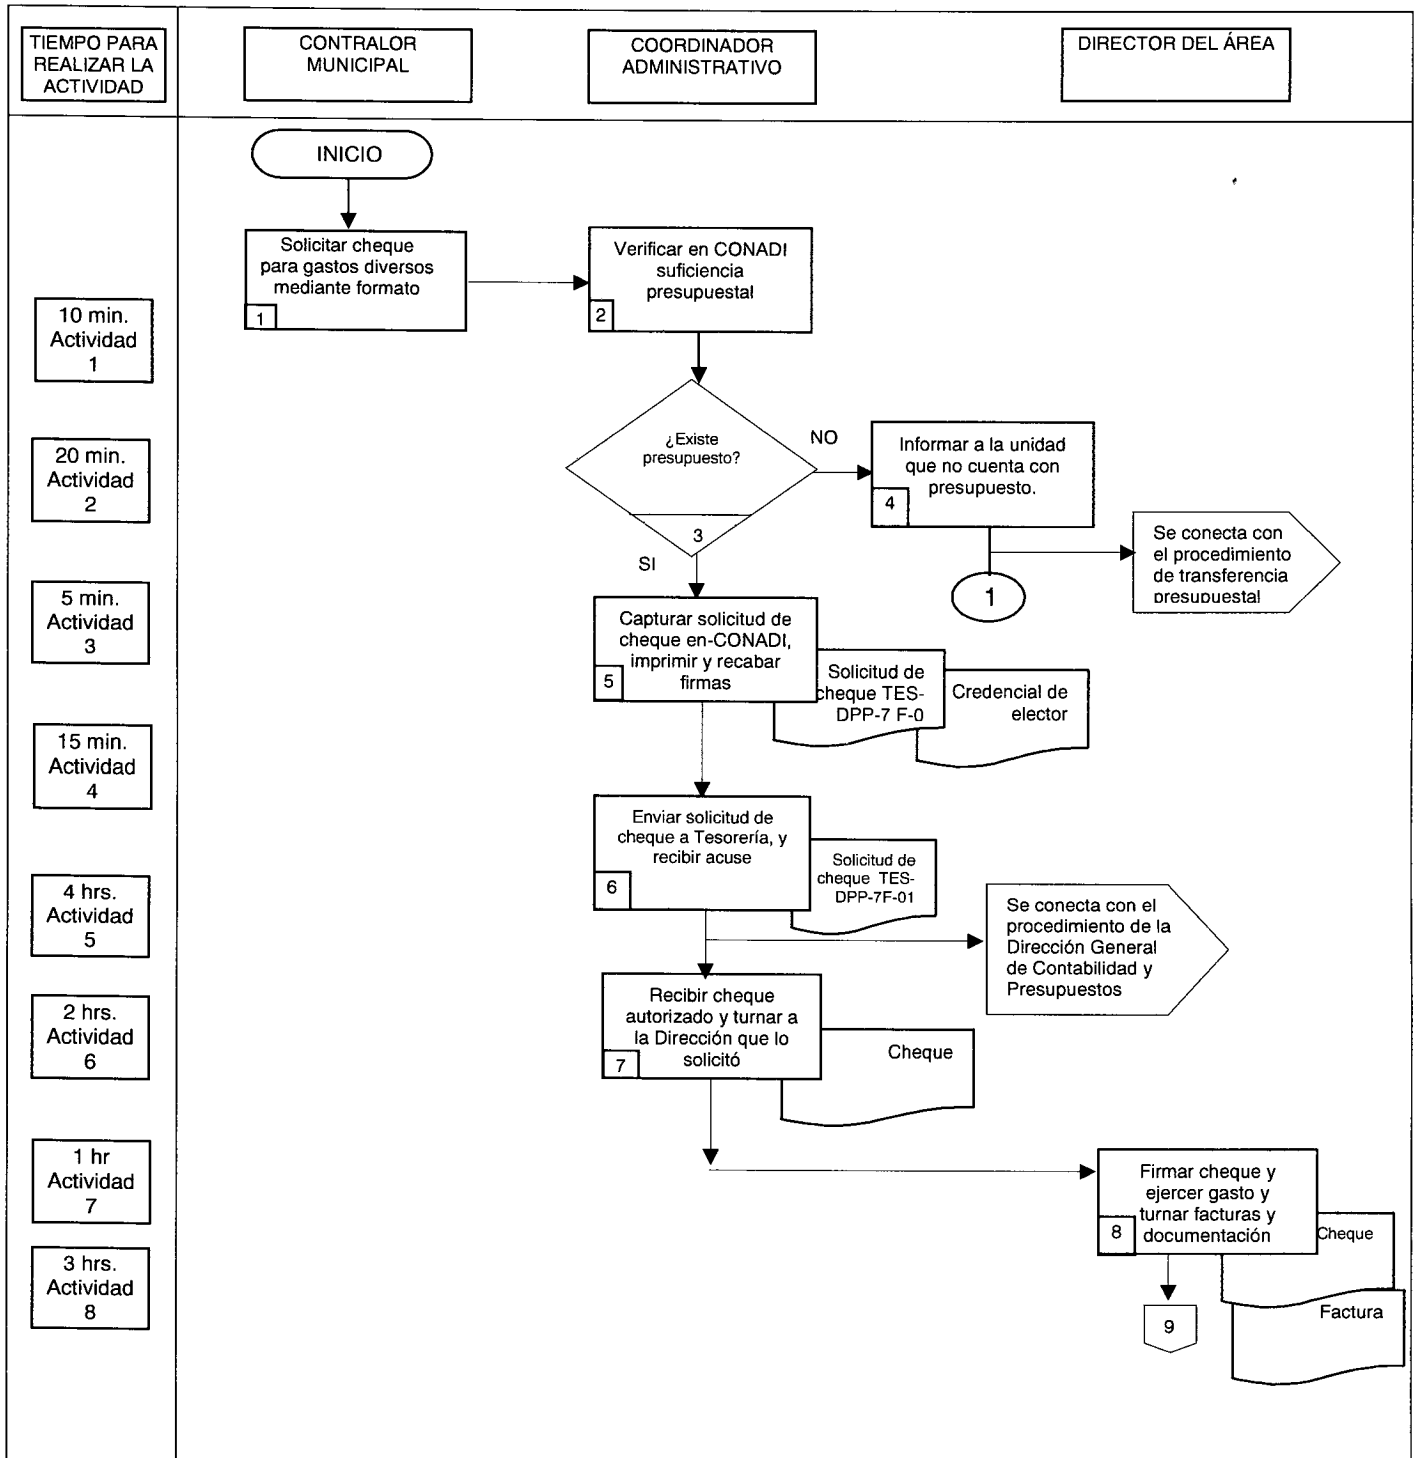 TIEMPO PARA
REALIZAR LA
ACTIVIDAD
CONTRALOR
MUNICIPAL
COORDINADOR
ADMINISTRATIVO
DIRECTOR DEL ÁREA
INICIO
Solicitar cheque
para gastos diversos
mediante formato
1
Verificar en CONADI
suficiencia
presupuestal
2
10 min.
Actividad
1
¿Existe
presupuesto?
3
NO
SI
Informar a la unidad
que no cuenta con
presupuesto.
4
20 min.
Actividad
2
Se conecta con
el procedimiento
de transferencia
presupuestal
1
5 min.
Actividad
3
Capturar solicitud de
cheque en-CONADI,
imprimir y recabar
firmas
5
Solicitud de
cheque TES-
DPP-7 F-0
Credencial de
elector
15 min.
Actividad
4
Enviar solicitud de
cheque a Tesorería, y
recibir acuse
6
Solicitud de
cheque TES-
DPP-7F-01
4 hrs.
Actividad
5
Se conecta con el
procedimiento de la
Dirección General
de Contabilidad y
Presupuestos
2 hrs.
Actividad
6
Recibir cheque
autorizado y turnar a
la Dirección que lo
solicitó
7
Cheque
1 hr
Actividad
7
Firmar cheque y
ejercer gasto y
turnar facturas y
documentación
8
Cheque
Factura
3 hrs.
Actividad
8
9